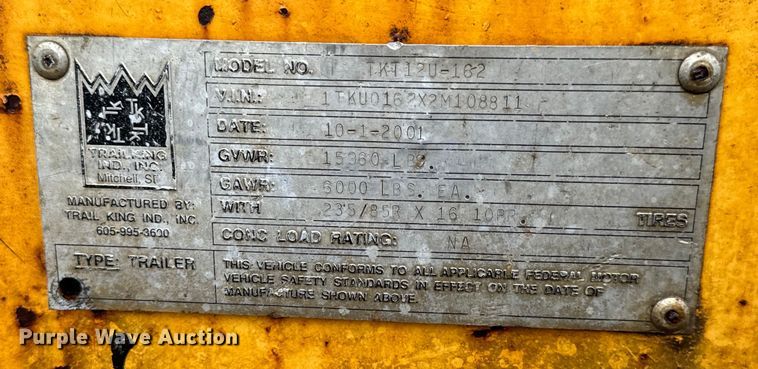 TRAIL KING
IND., INC.
Mitchell, SD
MANUFACTURED BY:
TRAIL KING IND., INC.
605-995-3600
TYPE: TRAILER
MODEL NO. TKT12U-162
V.I.N.: 1TKU0162X2M108811
DATE: 10-1-2001
GVWR: 15360 LBS.
GAWR: 6000 LBS. EA.
WITH 235/85R X 16 10PR. TIRES
CONC LOAD RATING: NA
THIS VEHICLE CONFORMS TO ALL APPLICABLE FEDERAL MOTOR
VEHICLE SAFETY STANDARDS IN EFFECT ON THE DATE OF
MANUFACTURE SHOWN ABOVE.
Purple Wave Auction